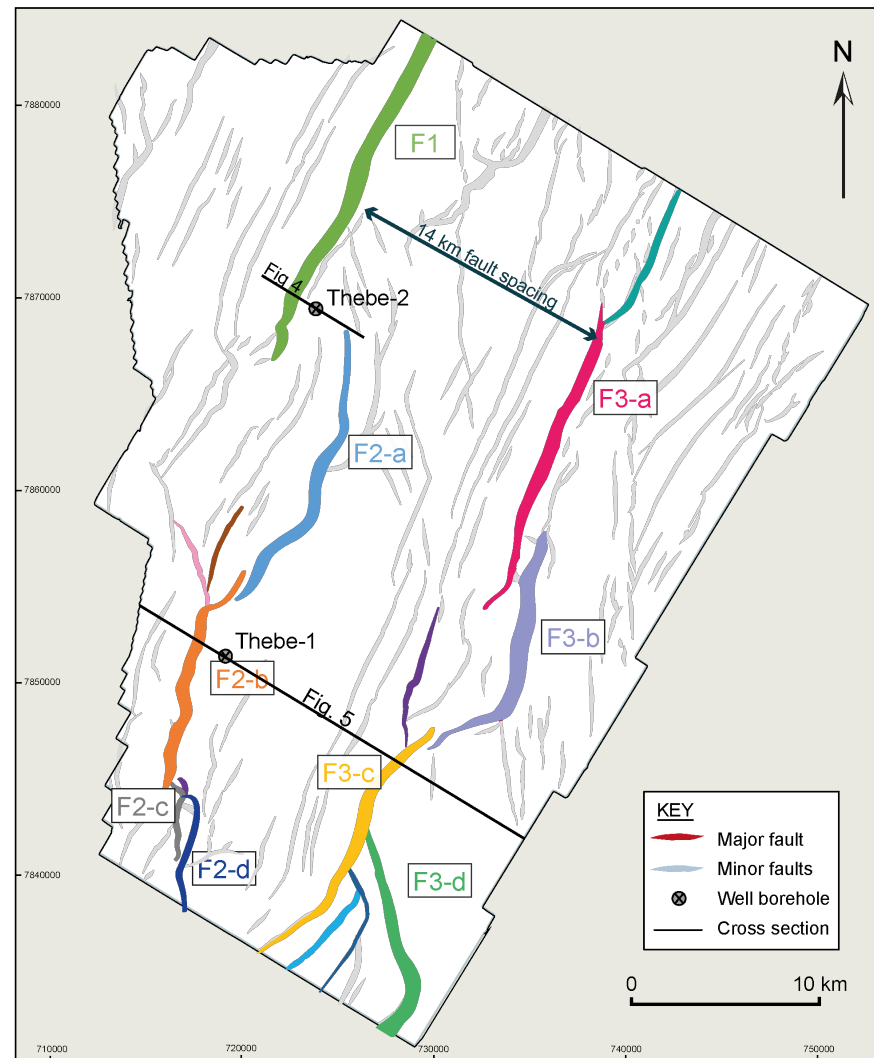 N
7880000
F1
14 km fault spacing
Fig 4
7870000
Thebe-2
F3-a
F2-a
7860000
Thebe-1
F3-b
F2-b
7850000
Fig. 5
F3-c
F2-c
KEY
Major fault
F2-d
Minor faults
7840000
F3-d
Well borehole
Cross section
0 10 km
710000 720000 730000 740000 750000